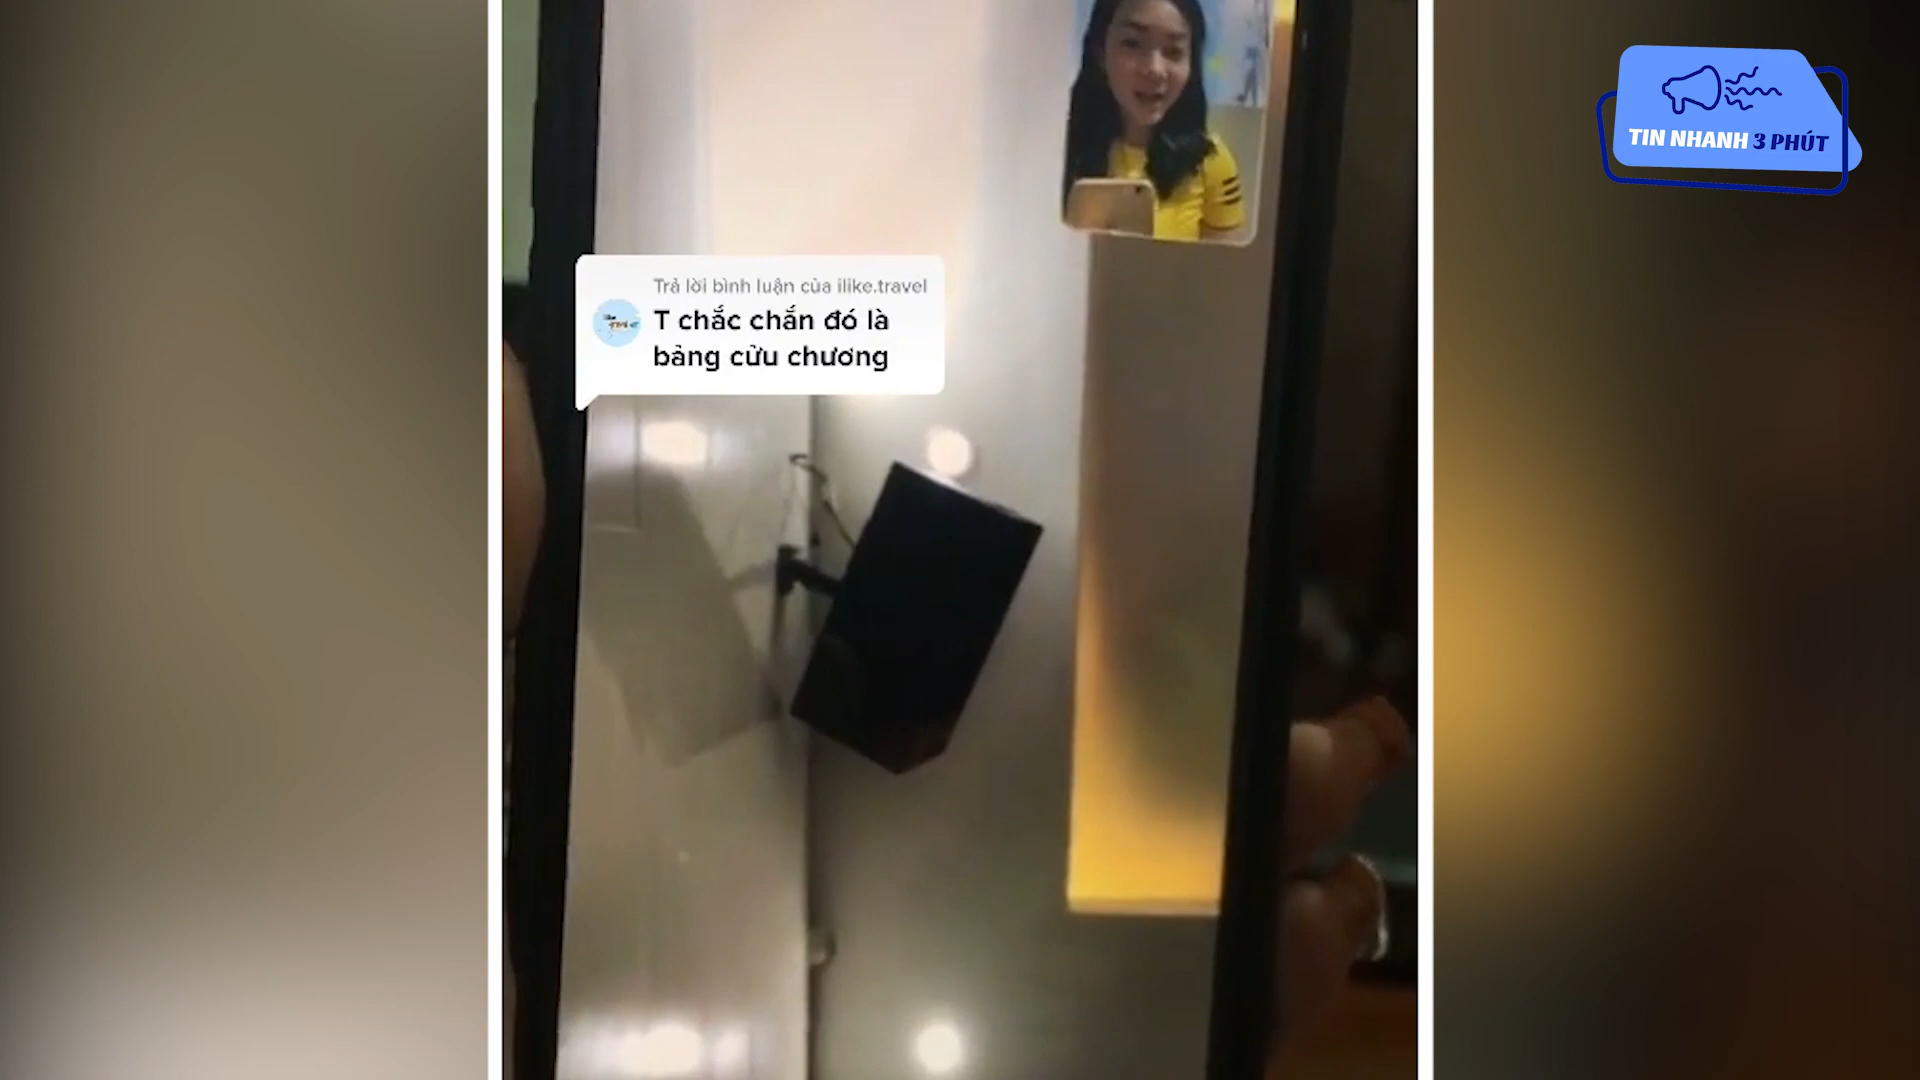 TIN NHANH 3 PHÚT
Trả lời bình luận của ilike.travel
T chắc chắn đó là
bảng cửu chương